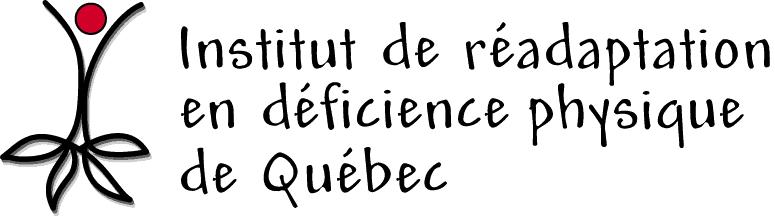 Institut de réadaptation
en déficience physique
de Québec